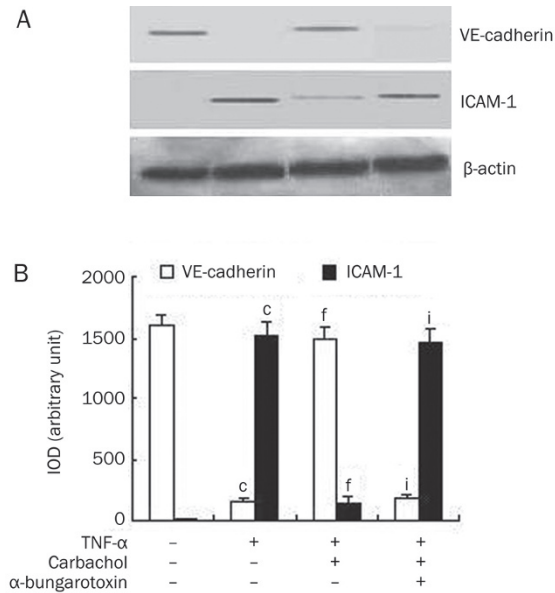 A
VE-cadherin
ICAM-1
β-actin
B
VE-cadherin ICAM-1
2000
1500
1000
500
0
IOD (arbitrary unit)
c
f
i
c
f
i
TNF-α – + + +
Carbachol – – + +
α-bungarotoxin – – – +